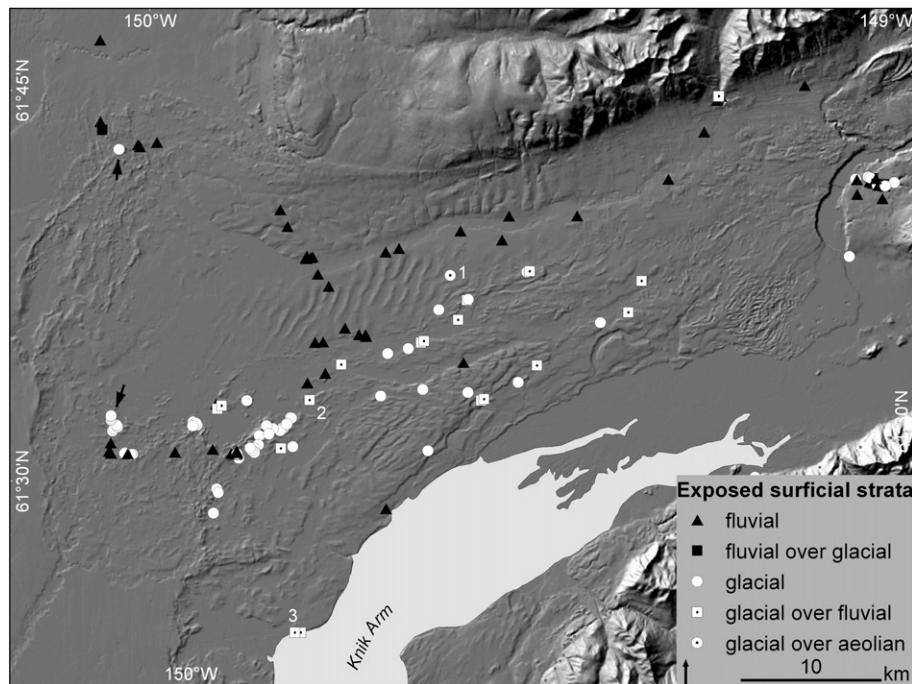 150°W
149°W
61°45'N
1
2
0°N
61°30'N
Exposed surficial strata
fluvial
fluvial over glacial
glacial
glacial over fluvial
glacial over aeolian
3
Knik Arm
150°W
10
km